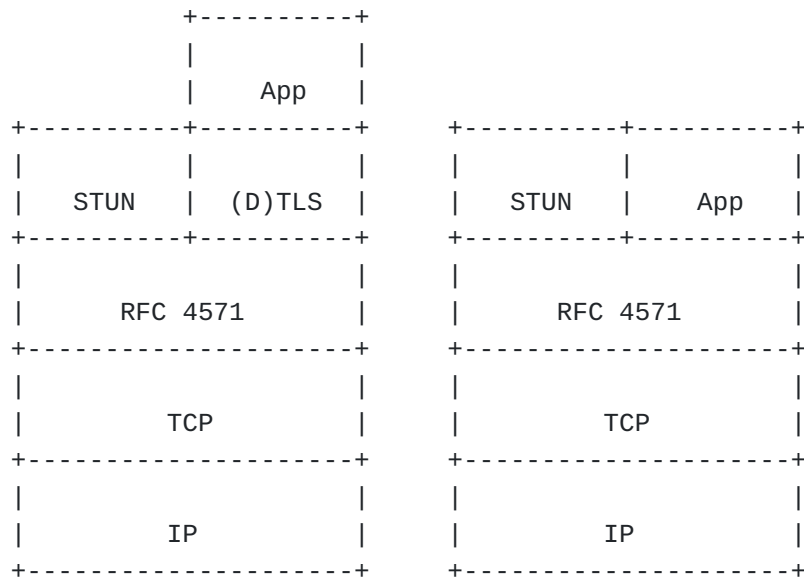 App
STUN (D)TLS STUN App
RFC 4571 RFC 4571
TCP TCP
IP IP